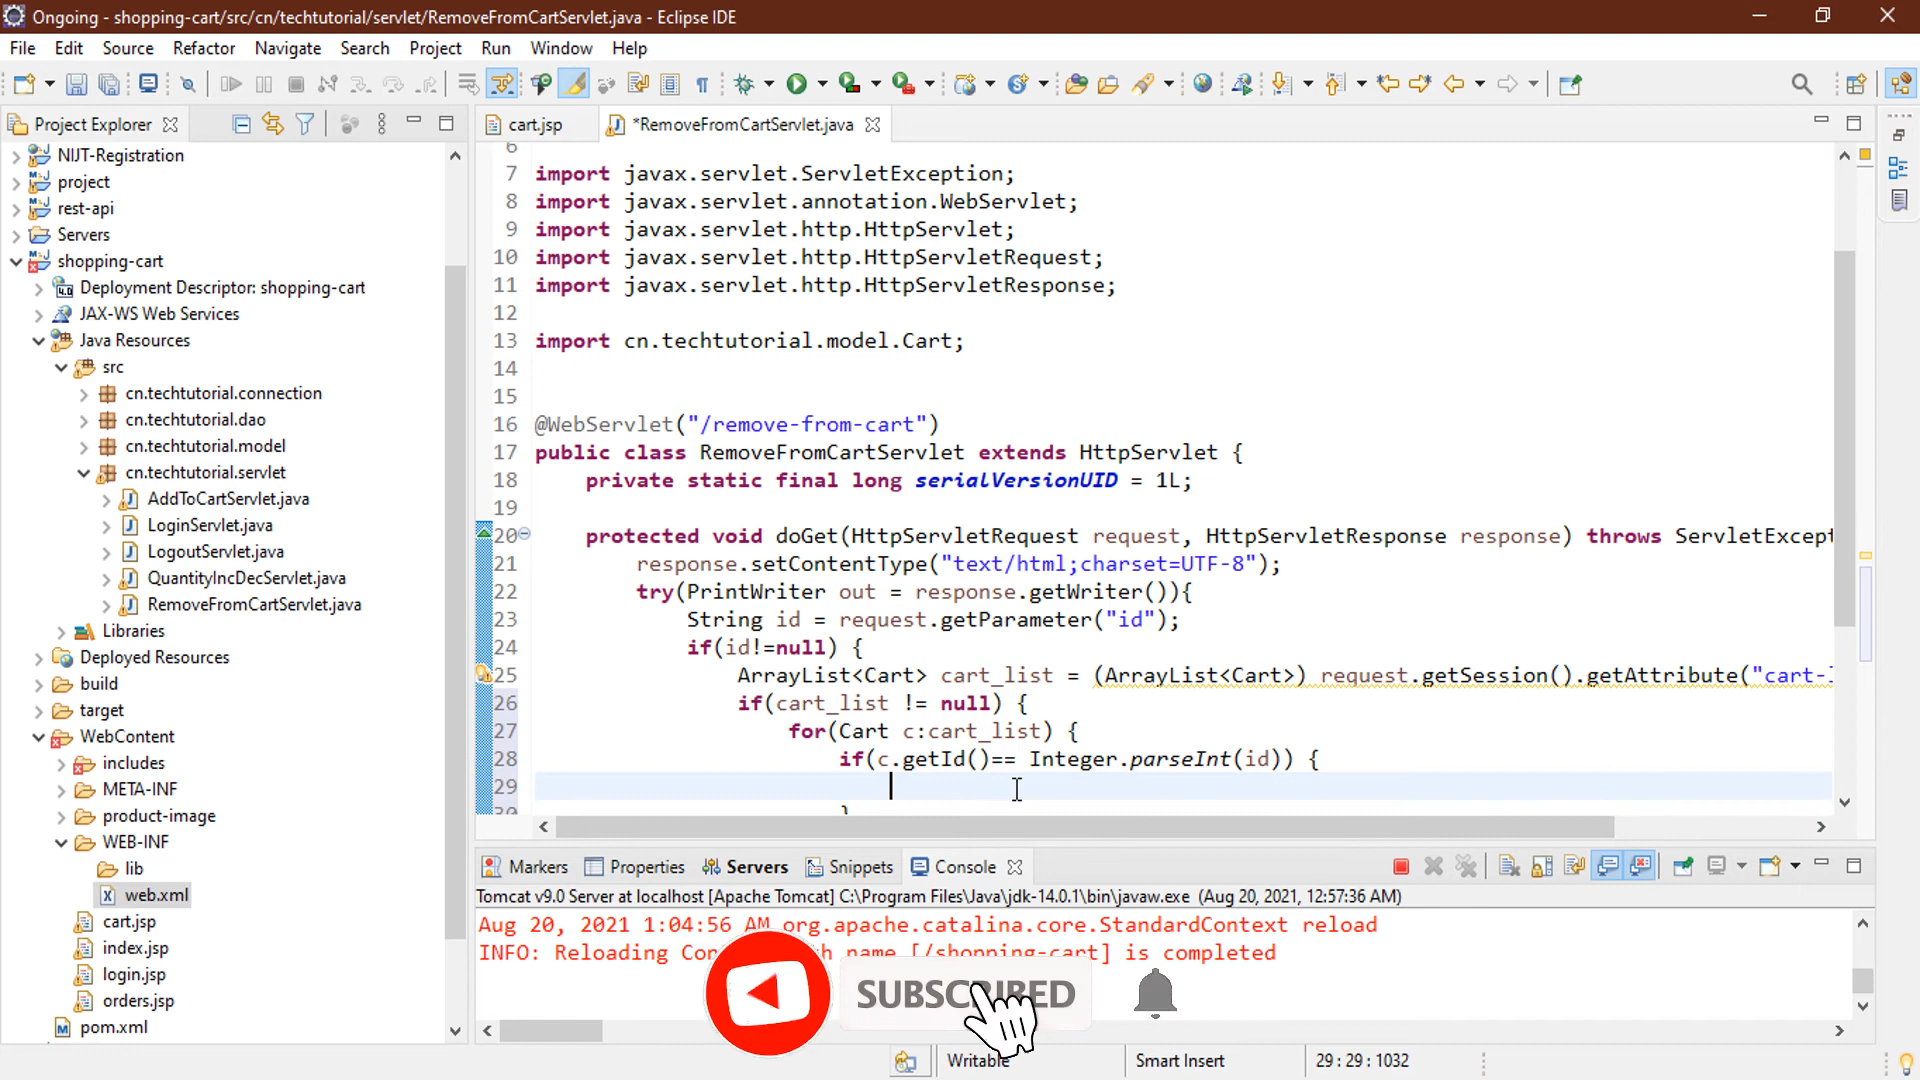 Ongoing - shopping-cart/src/cn/techtutorial/servlet/RemoveFromCartServlet.java - Eclipse IDE
File Edit Source Refactor Navigate Search Project Run Window Help
Project Explorer
cart.jsp *RemoveFromCartServlet.java
NIJT-Registration
project
rest-api
Servers
shopping-cart
Deployment Descriptor: shopping-cart
JAX-WS Web Services
Java Resources
src
cn.techtutorial.connection
cn.techtutorial.dao
cn.techtutorial.model
cn.techtutorial.servlet
AddToCartServlet.java
LoginServlet.java
LogoutServlet.java
QuantityIncDecServlet.java
RemoveFromCartServlet.java
Libraries
Deployed Resources
build
target
WebContent
includes
META-INF
product-image
WEB-INF
lib
web.xml
cart.jsp
index.jsp
login.jsp
orders.jsp
pom.xml
6
7 import javax.servlet.ServletException;
8 import javax.servlet.annotation.WebServlet;
9 import javax.servlet.http.HttpServlet;
10 import javax.servlet.http.HttpServletRequest;
11 import javax.servlet.http.HttpServletResponse;
12
13 import cn.techtutorial.model.Cart;
14
15
16 @WebServlet("/remove-from-cart")
17 public class RemoveFromCartServlet extends HttpServlet {
18 private static final long serialVersionUID = 1L;
19
20 protected void doGet(HttpServletRequest request, HttpServletResponse response) throws ServletExcept
21 response.setContentType("text/html;charset=UTF-8");
22 try(PrintWriter out = response.getWriter()){
23 String id = request.getParameter("id");
24 if(id!=null) {
25 ArrayList<Cart> cart_list = (ArrayList<Cart>) request.getSession().getAttribute("cart-l
26 if(cart_list != null) {
27 for(Cart c:cart_list) {
28 if(c.getId()== Integer.parseInt(id)) {
29
30 }
Markers Properties Servers Snippets Console
Tomcat v9.0 Server at localhost [Apache Tomcat] C:\Program Files\Java\jdk-14.0.1\bin\javaw.exe (Aug 20, 2021, 12:57:36 AM)
Aug 20, 2021 1:04:56 AM org.apache.catalina.core.StandardContext reload
INFO: Reloading Con h name [/shopping-cart] is completed
SUBSCRIBED
Writable Smart Insert 29 : 29 : 1032